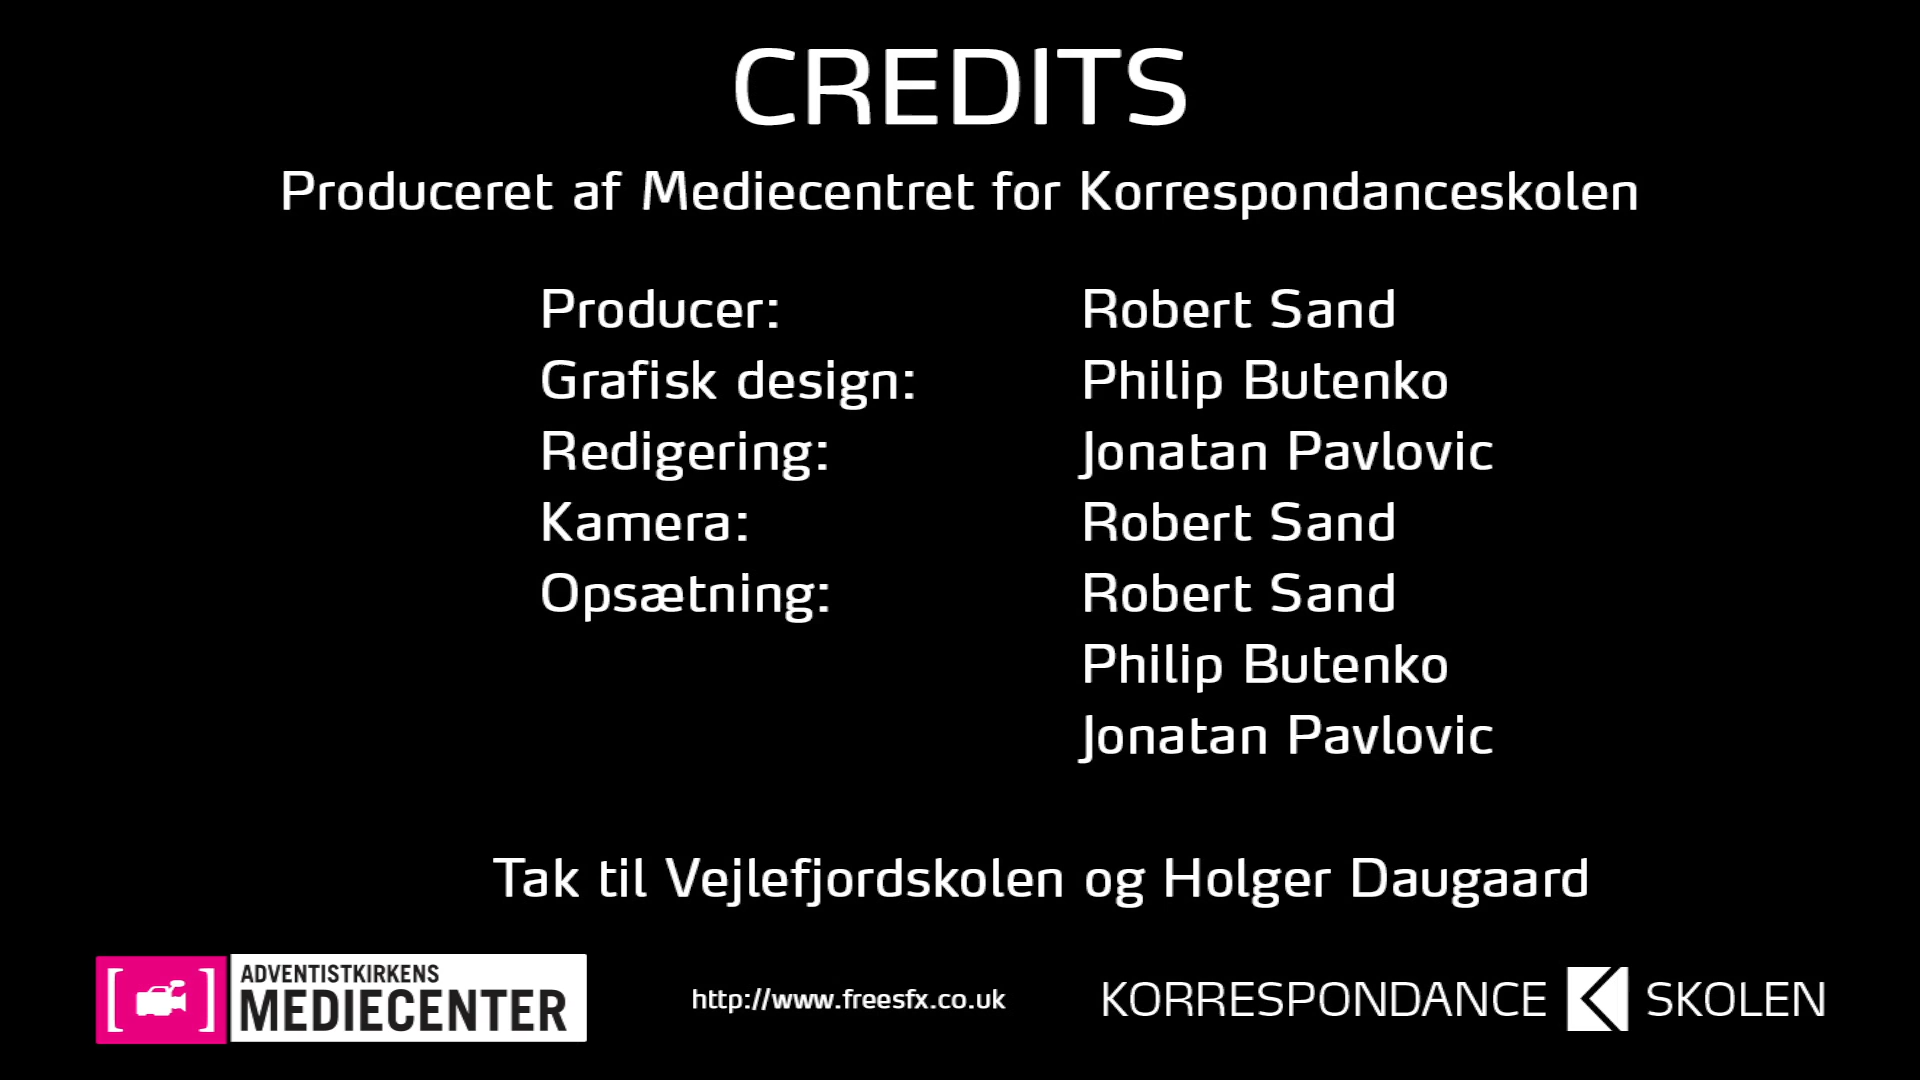 CREDITS
Produceret af Mediecentret for Korrespondanceskolen
Producer: Robert Sand
Grafisk design: Philip Butenko
Redigering: Jonatan Pavlovic
Kamera: Robert Sand
Opsætning: Robert Sand
Philip Butenko
Jonatan Pavlovic
Tak til Vejlefjordskolen og Holger Daugaard
ADVENTISTKIRKENS
MEDIECENTER
http://www.freesfx.co.uk
KORRESPONDANCE SKOLEN